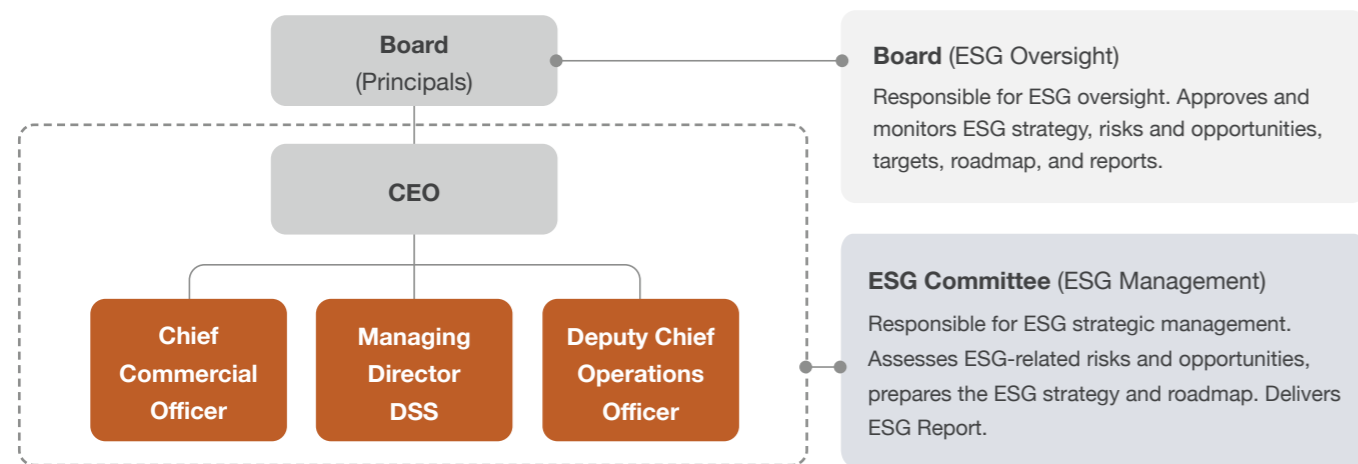 Board
(Principals)
Board (ESG Oversight)
Responsible for ESG oversight. Approves and
monitors ESG strategy, risks and opportunities,
targets, roadmap, and reports.
CEO
ESG Committee (ESG Management)
Responsible for ESG strategic management.
Assesses ESG-related risks and opportunities,
prepares the ESG strategy and roadmap. Delivers
ESG Report.
Chief
Commercial
Officer
Managing
Director
DSS
Deputy Chief
Operations
Officer